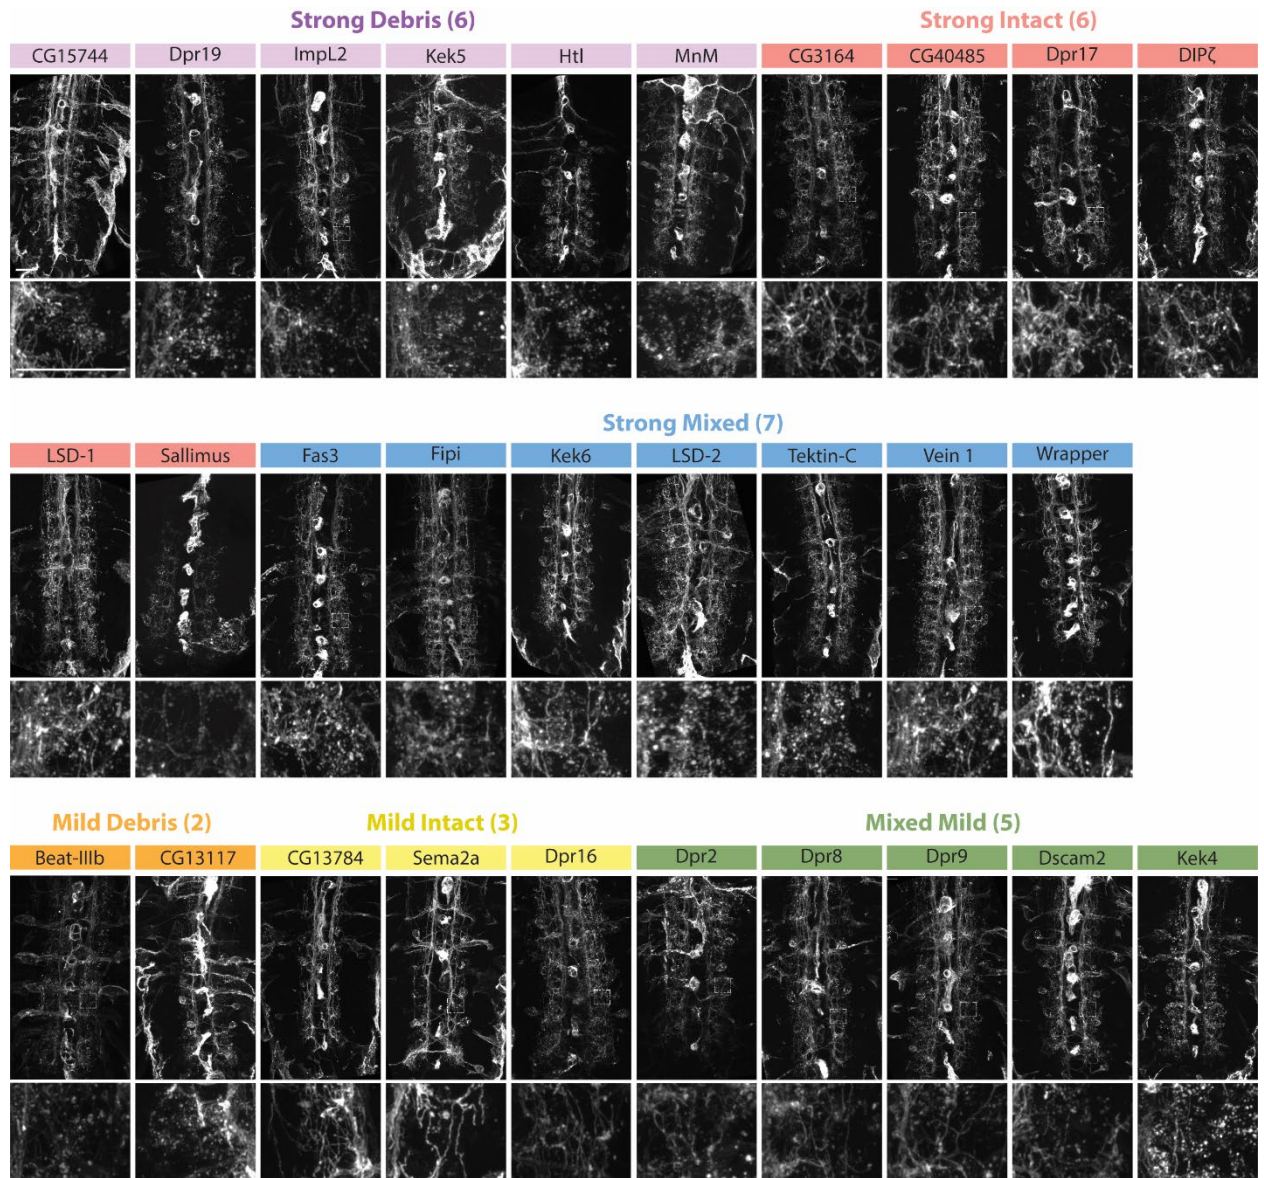 Strong Debris (6) Strong Intact (6)
CG15744 Dpr19 ImpL2 Kek5 Htl MnM CG3164 CG40485 Dpr17 DIPζ
Strong Mixed (7)
LSD-1 Sallimus Fas3 Fipi Kek6 LSD-2 Tektin-C Vein 1 Wrapper
Mild Debris (2) Mild Intact (3) Mixed Mild (5)
Beat-IIIb CG13117 CG13784 Sema2a Dpr16 Dpr2 Dpr8 Dpr9 Dscam2 Kek4